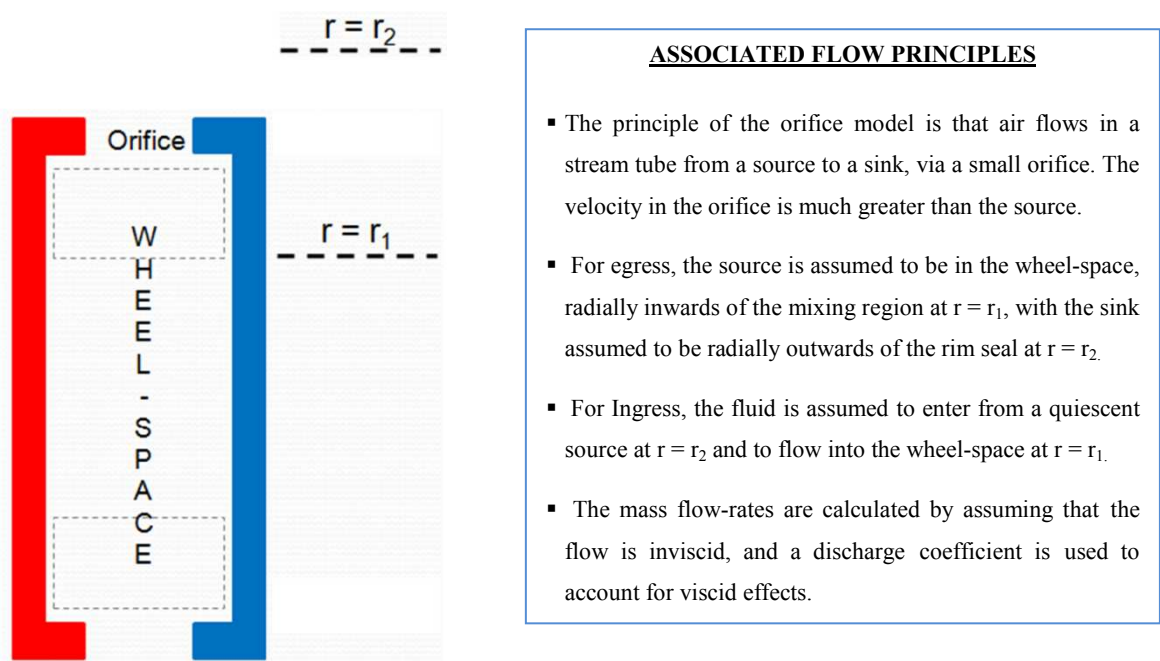 r = r2
Orifice
r = r1
W
H
E
E
L
-
S
P
A
C
E
ASSOCIATED FLOW PRINCIPLES
▪ The principle of the orifice model is that air flows in a
stream tube from a source to a sink, via a small orifice. The
velocity in the orifice is much greater than the source.
▪ For egress, the source is assumed to be in the wheel-space,
radially inwards of the mixing region at r = r1, with the sink
assumed to be radially outwards of the rim seal at r = r2.
▪ For Ingress, the fluid is assumed to enter from a quiescent
source at r = r2 and to flow into the wheel-space at r = r1.
▪ The mass flow-rates are calculated by assuming that the
flow is inviscid, and a discharge coefficient is used to
account for viscid effects.